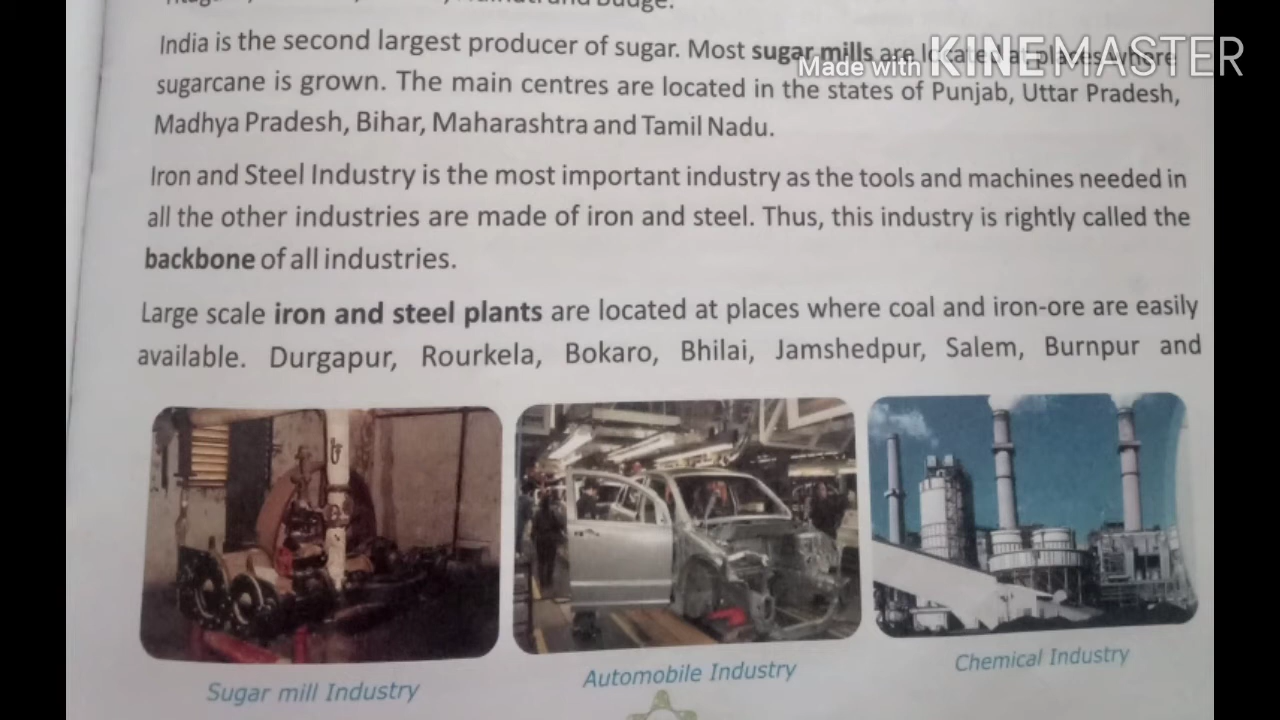 India is the second largest producer of sugar. Most sugar mills are located at places where
Made with KINEMASTER
sugarcane is grown. The main centres are located in the states of Punjab, Uttar Pradesh,
Madhya Pradesh, Bihar, Maharashtra and Tamil Nadu.
Iron and Steel Industry is the most important industry as the tools and machines needed in
all the other industries are made of iron and steel. Thus, this industry is rightly called the
backbone of all industries.
Large scale iron and steel plants are located at places where coal and iron-ore are easily
available. Durgapur, Rourkela, Bokaro, Bhilai, Jamshedpur, Salem, Burnpur and
Sugar mill Industry
Automobile Industry
Chemical Industry